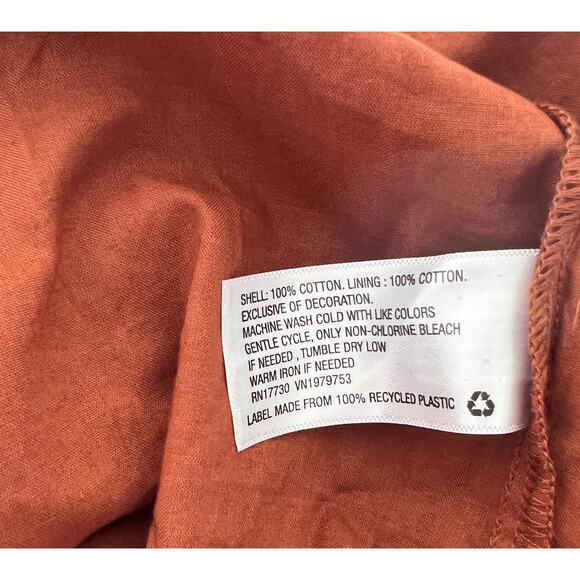 SHELL: 100% COTTON. LINING : 100% COTTON.
EXCLUSIVE OF DECORATION.
MACHINE WASH COLD WITH LIKE COLORS
GENTLE CYCLE, ONLY NON-CHLORINE BLEACH
IF NEEDED , TUMBLE DRY LOW
WARM IRON IF NEEDED
RN17730 VN1979753
LABEL MADE FROM 100% RECYCLED PLASTIC